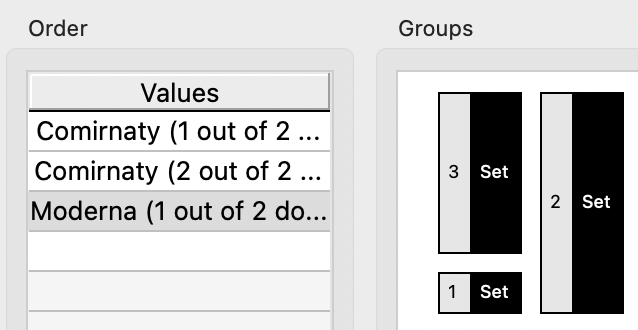 Order
Groups
Values
Comirnaty (1 out of 2 ...
Comirnaty (2 out of 2 ...
Moderna (1 out of 2 do...
3 Set
2 Set
1 Set